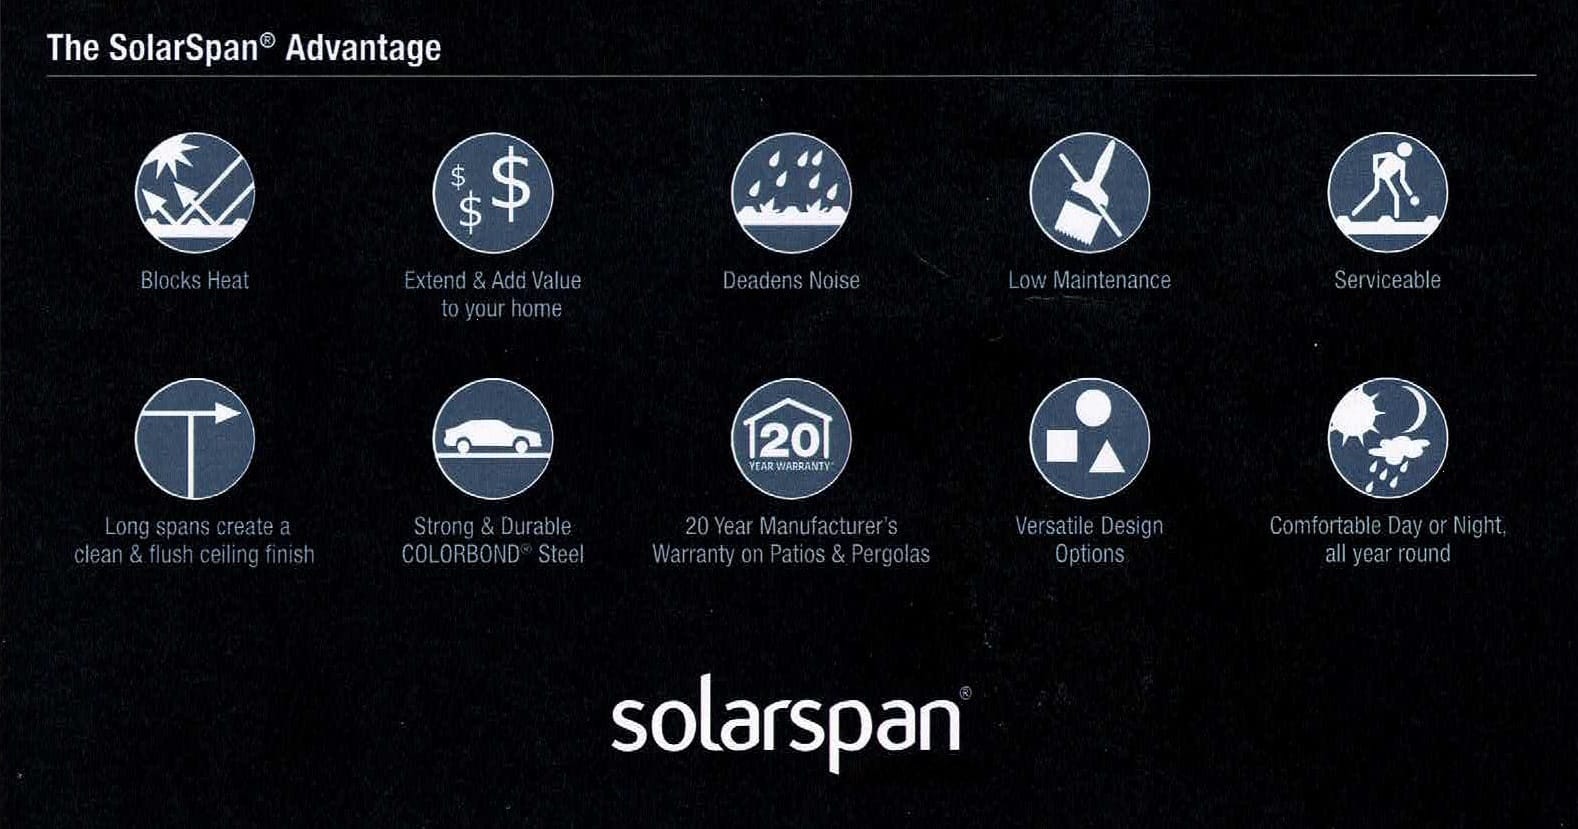 The SolarSpan® Advantage
$ $ $
Blocks Heat
Extend & Add Value
to your home
Deadens Noise
Low Maintenance
Serviceable
20
YEAR WARRANTY
Long spans create a
clean & flush ceiling finish
Strong & Durable
COLORBOND® Steel
20 Year Manufacturer's
Warranty on Patios & Pergolas
Versatile Design
Options
Comfortable Day or Night,
all year round
solarspan®